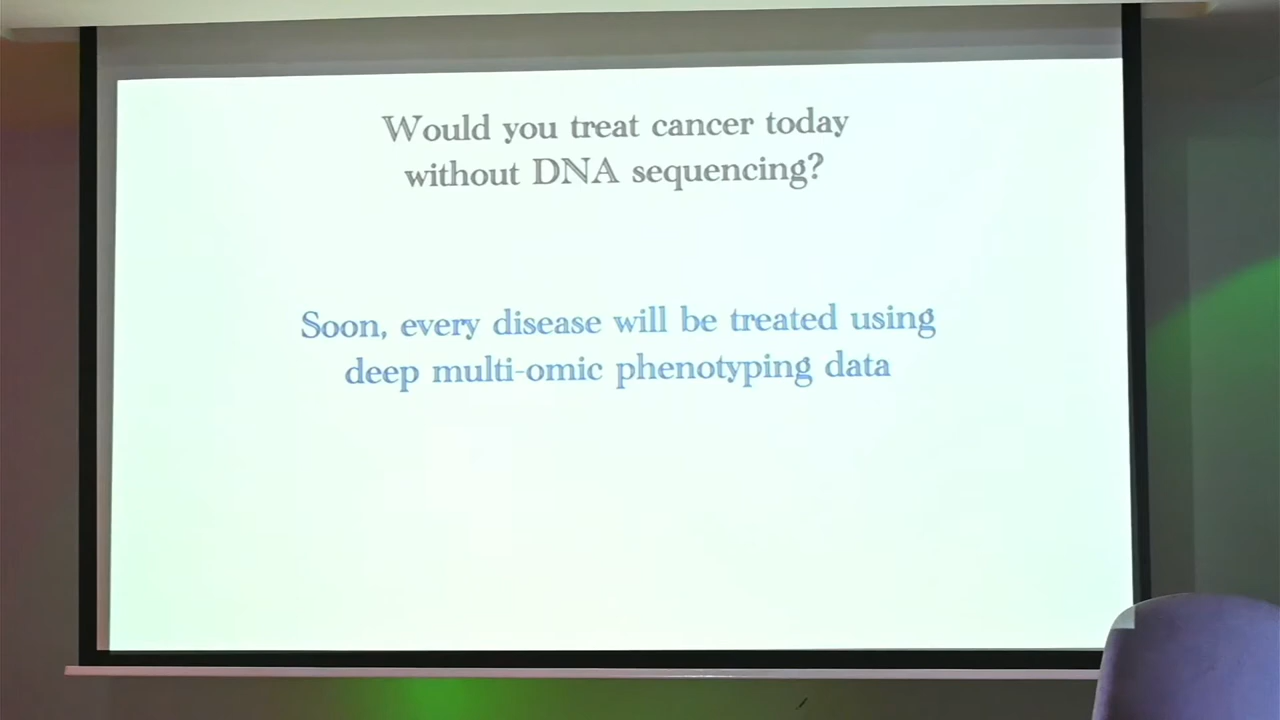 Would you treat cancer today
without DNA sequencing?
Soon, every disease will be treated using
deep multi-omic phenotyping data